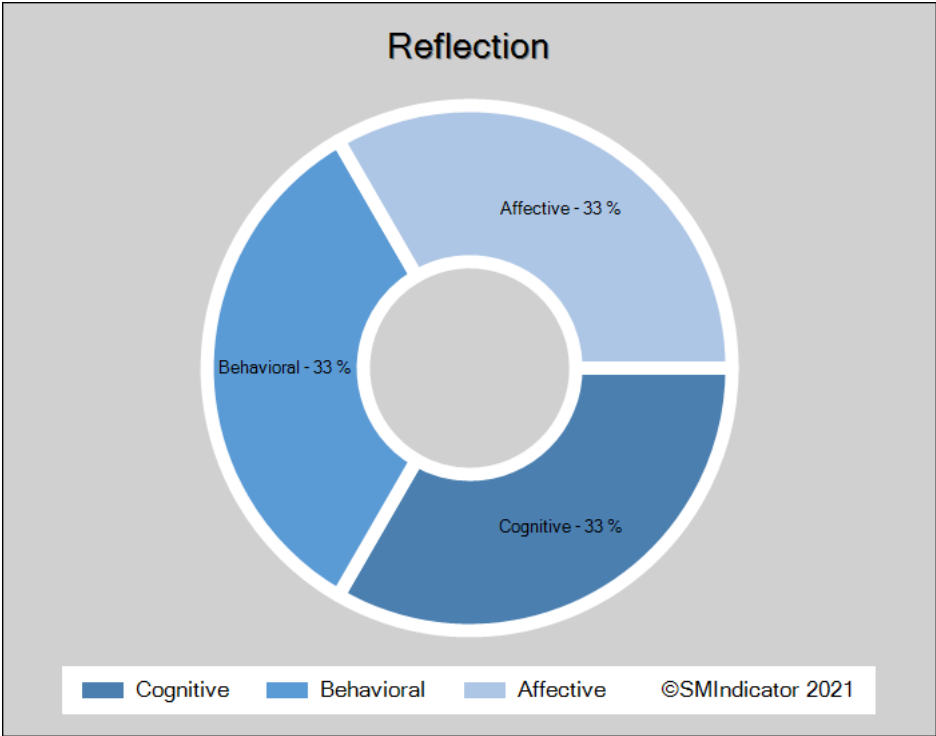 Reflection
Affective - 33 %
Behavioral - 33 %
Cognitive - 33 %
Cognitive Behavioral Affective ©SMIndicator 2021